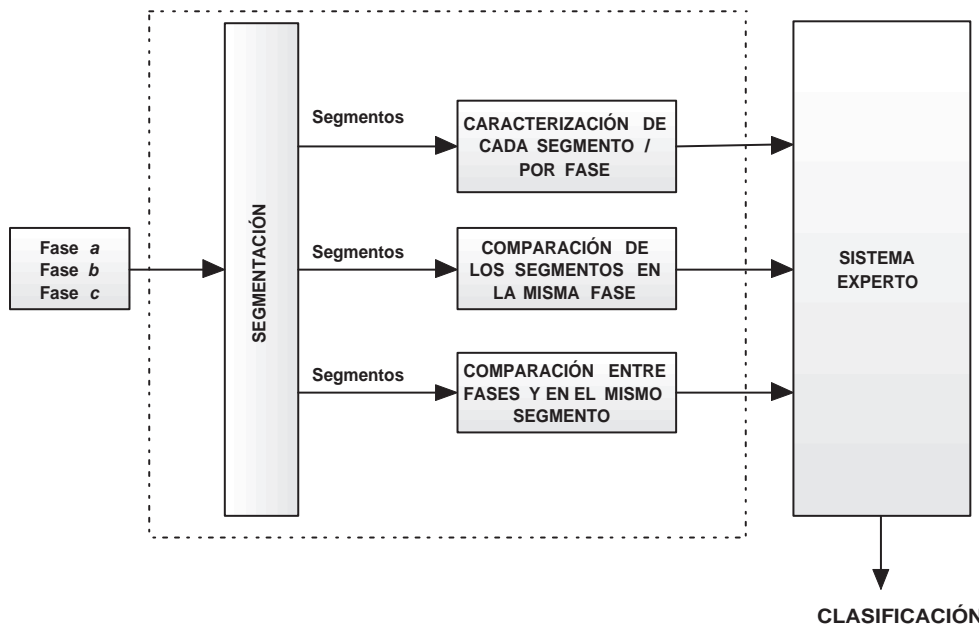 Fase a
Fase b
Fase c
SEGMENTACIÓN
Segmentos
CARACTERIZACIÓN DE
CADA SEGMENTO /
POR FASE
Segmentos
COMPARACIÓN DE
LOS SEGMENTOS EN
LA MISMA FASE
Segmentos
COMPARACIÓN ENTRE
FASES Y EN EL MISMO
SEGMENTO
SISTEMA
EXPERTO
CLASIFICACIÓN